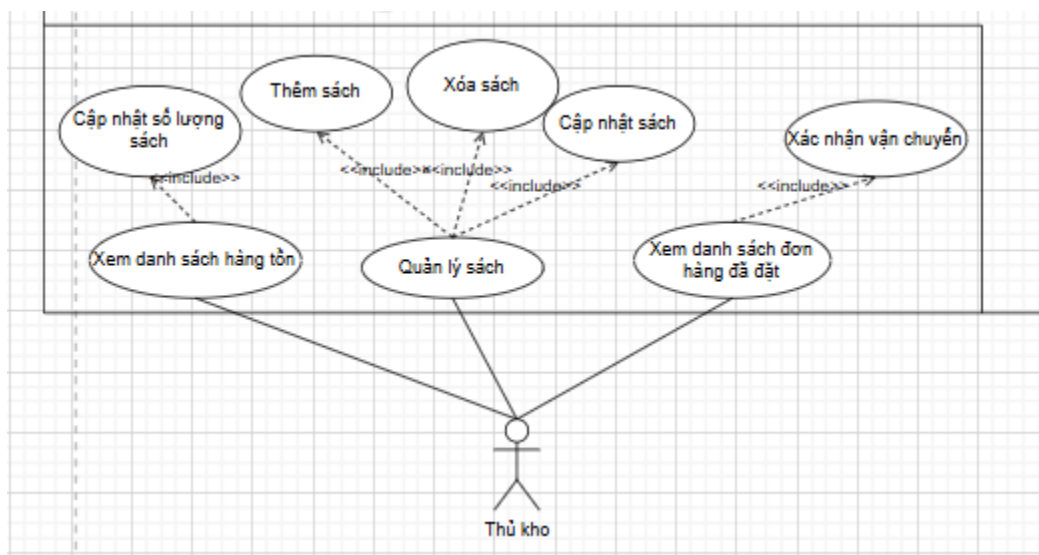 Thêm sách
Xóa sách
Cập nhật số lượng
sách
Cập nhật sách
Xác nhận vận chuyển
<<include>>
<<include>>
<<include>>
<<include>>
<<include>>
Xem danh sách hàng tồn
Quản lý sách
Xem danh sách đơn
hàng đã đặt
Thủ kho